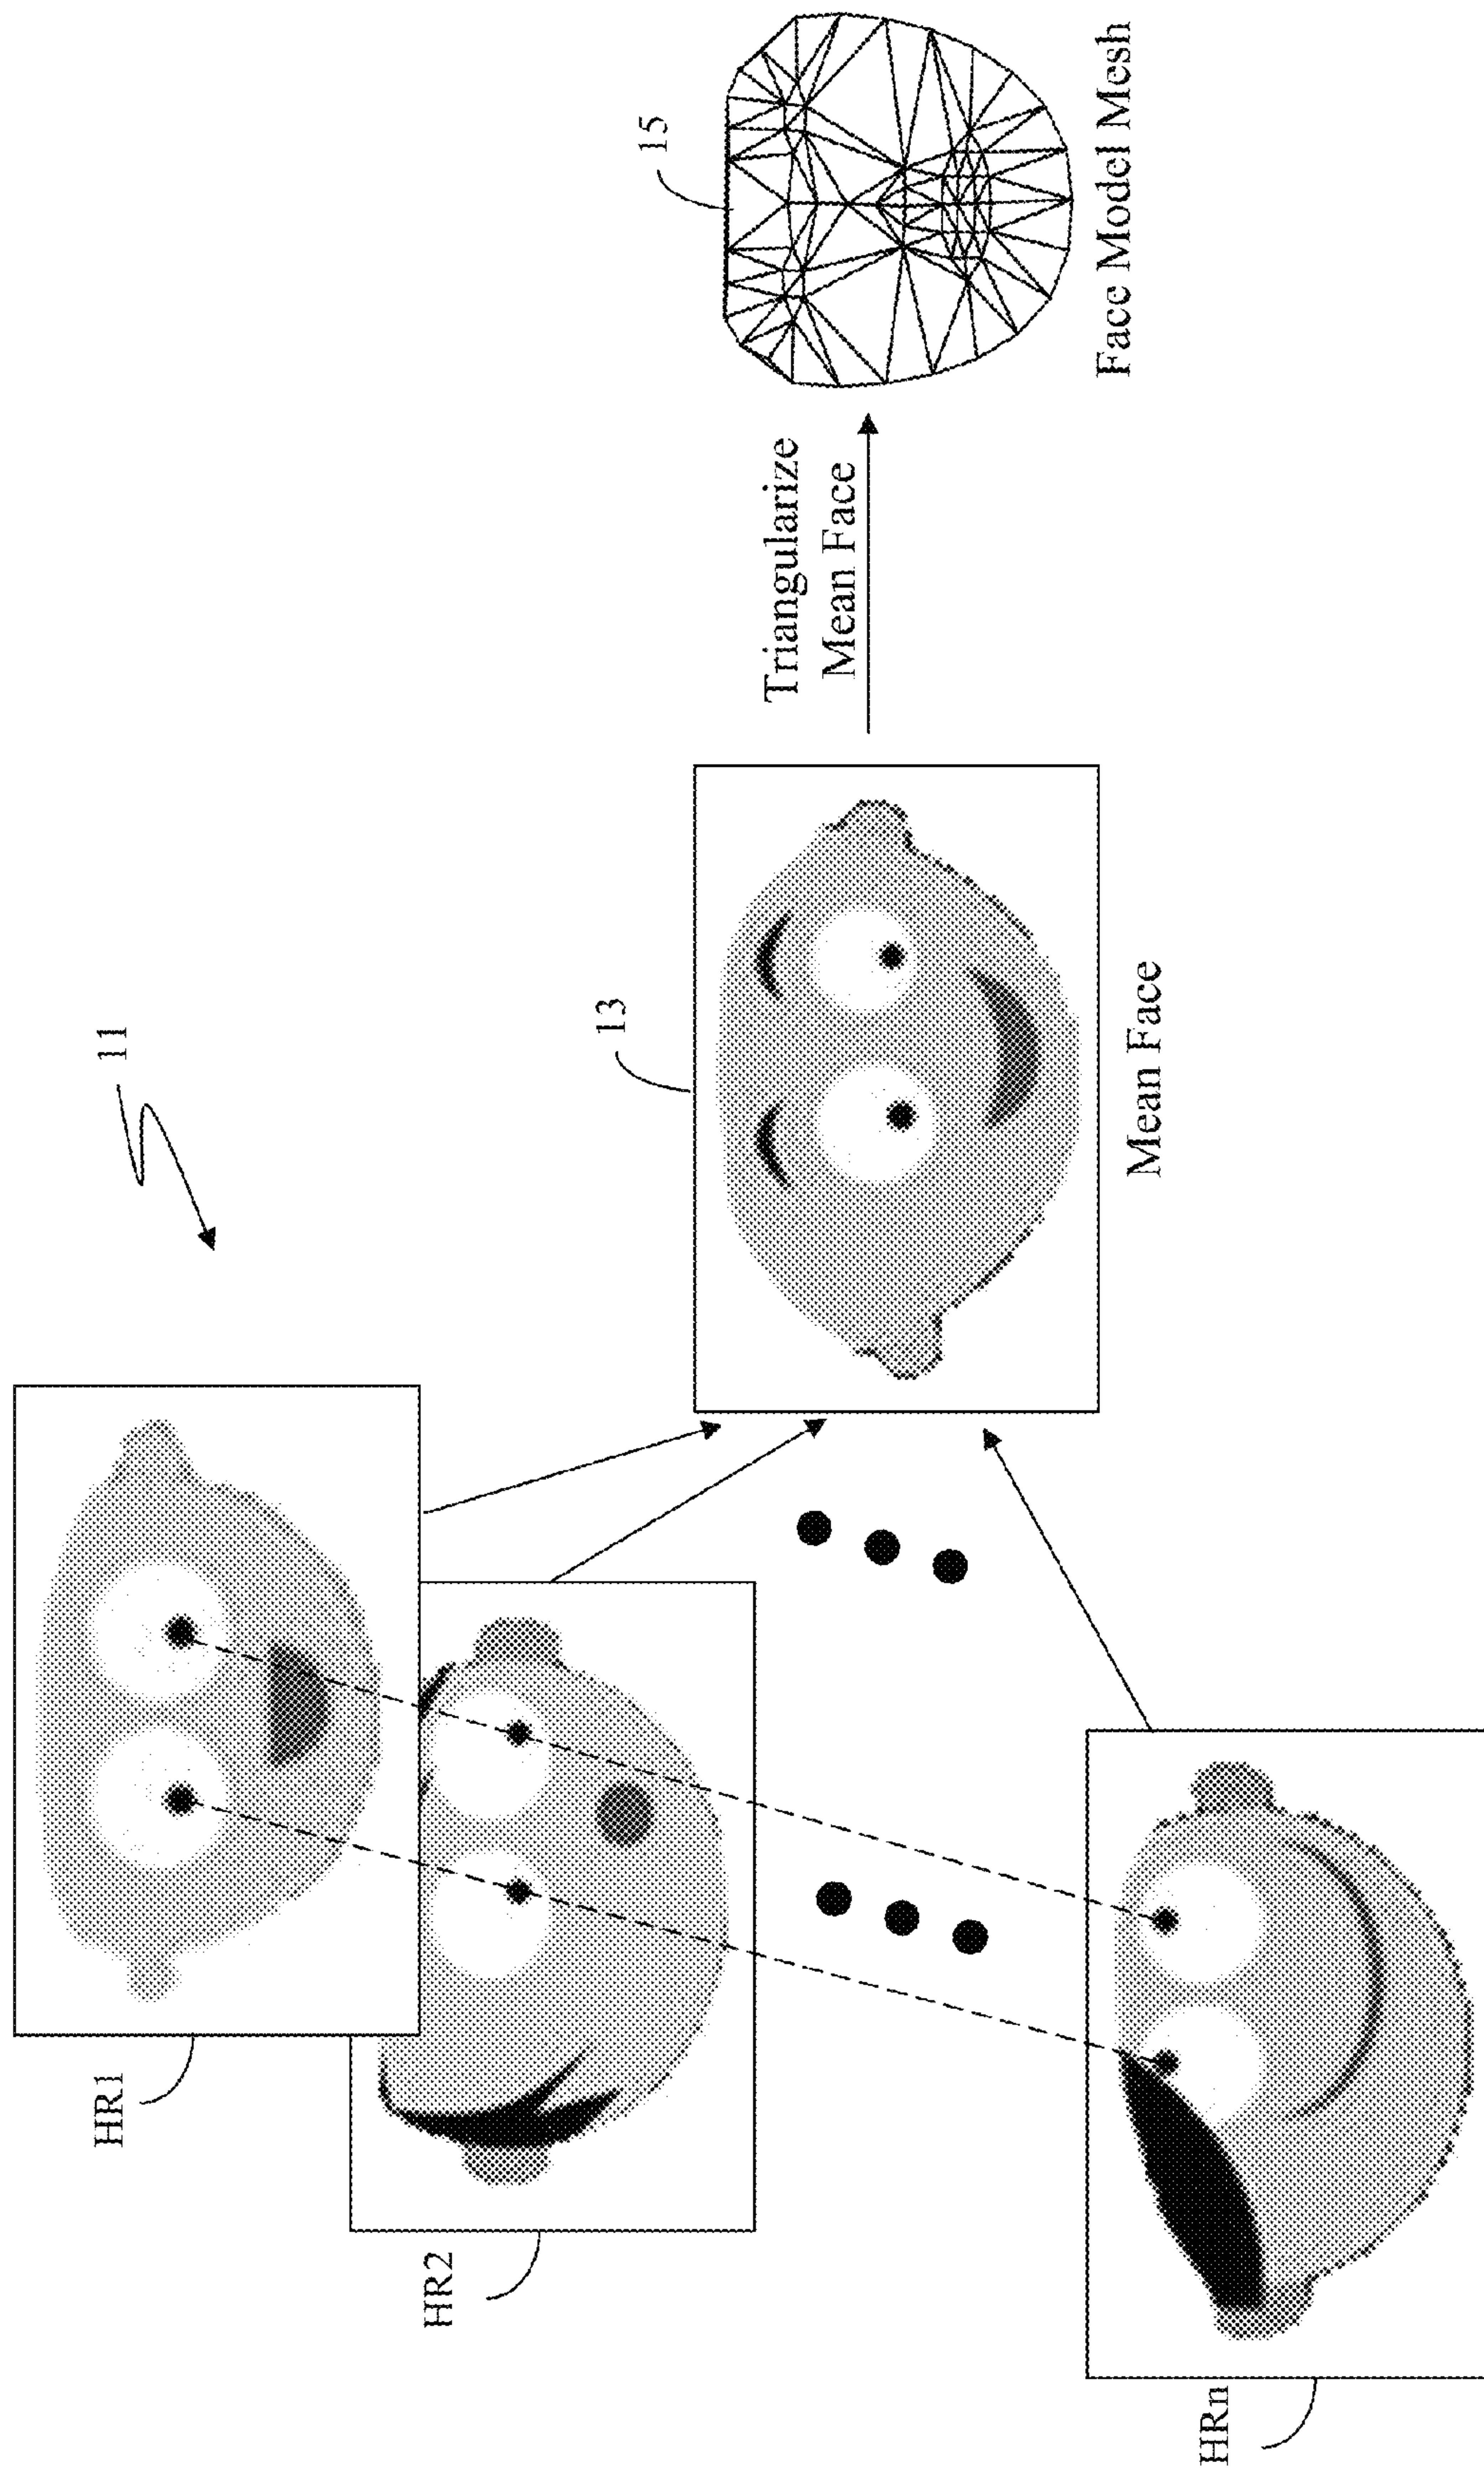 11
HR1
HR2
HRn
13
Mean Face
Triangularize
Mean Face
15
Face Model Mesh